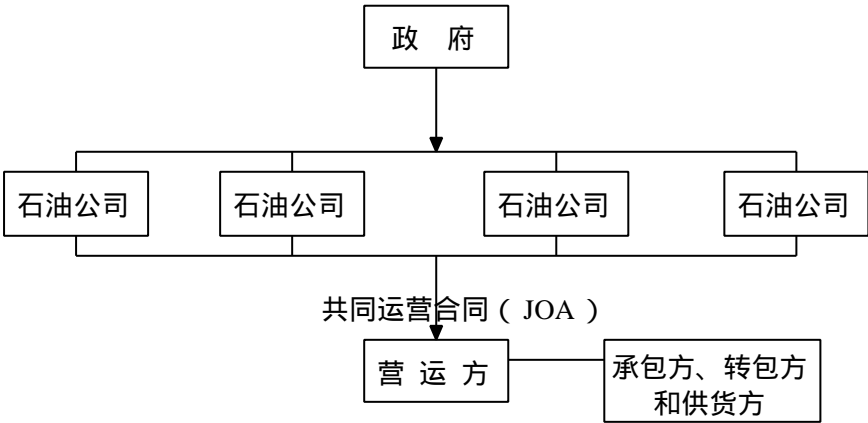 政 府
石油公司 石油公司 石油公司 石油公司
共同运营合同（ JOA ）
营 运 方
承包方、转包方
和供货方